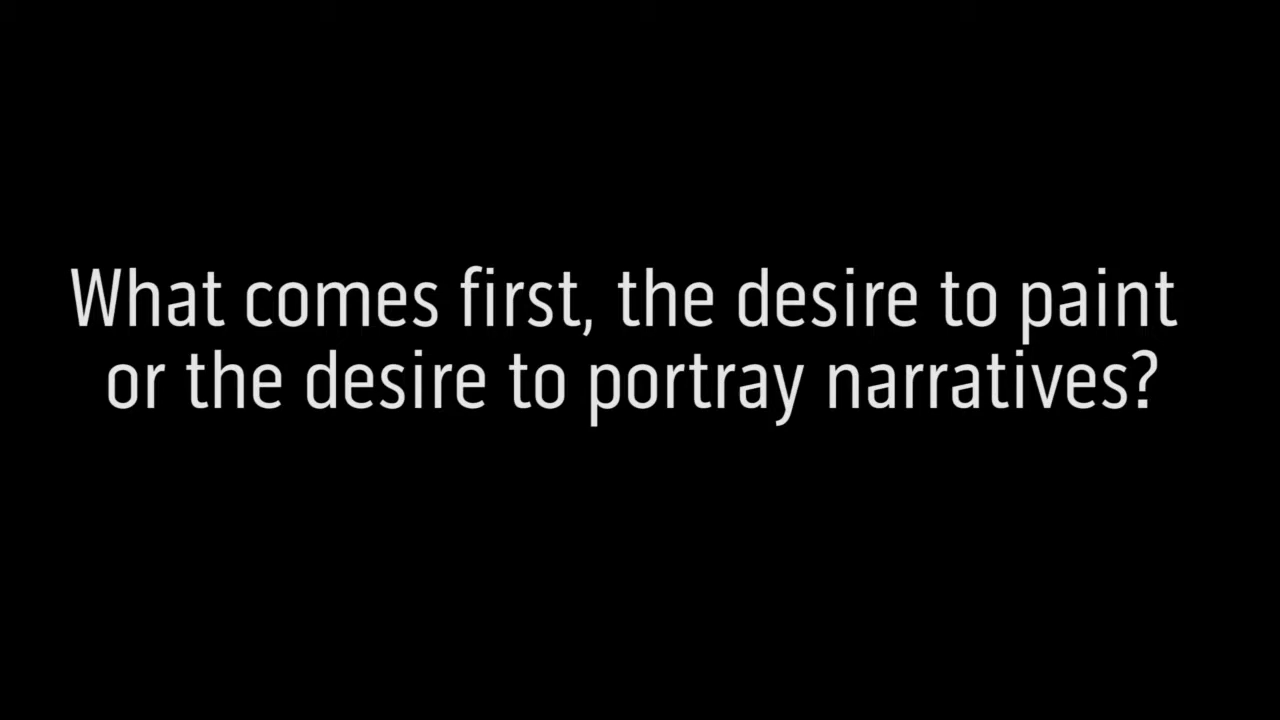 What comes first, the desire to paint
or the desire to portray narratives?